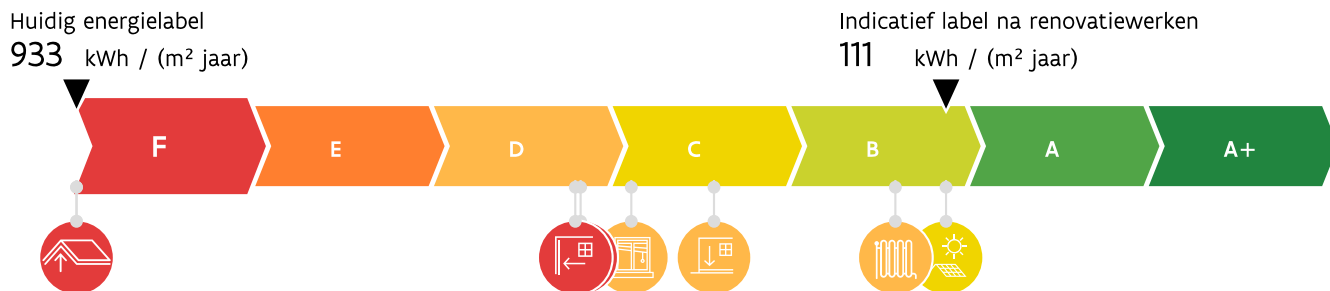 Huidig energielabel
933 kWh / (m² jaar)
Indicatief label na renovatiewerken
111 kWh / (m² jaar)
F
E
D
C
B
A
A+